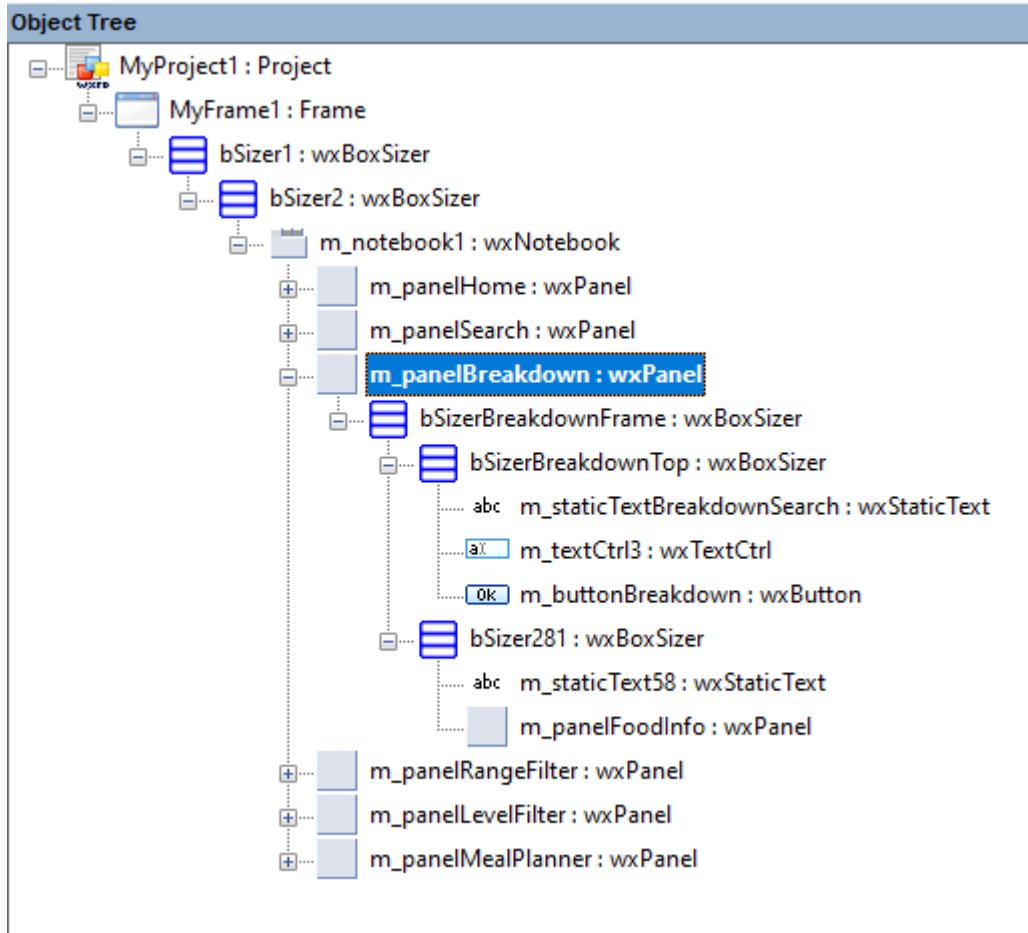 Object Tree
MyProject1 : Project
MyFrame1 : Frame
bSizer1 : wxBoxSizer
bSizer2 : wxBoxSizer
m_notebook1 : wxNotebook
m_panelHome : wxPanel
m_panelSearch : wxPanel
m_panelBreakdown : wxPanel
bSizerBreakdownFrame : wxBoxSizer
bSizerBreakdownTop : wxBoxSizer
abc m_staticTextBreakdownSearch : wxStaticText
a m_textCtrl3 : wxTextCtrl
OK m_buttonBreakdown : wxButton
bSizer281 : wxBoxSizer
abc m_staticText58 : wxStaticText
m_panelFoodInfo : wxPanel
m_panelRangeFilter : wxPanel
m_panelLevelFilter : wxPanel
m_panelMealPlanner : wxPanel